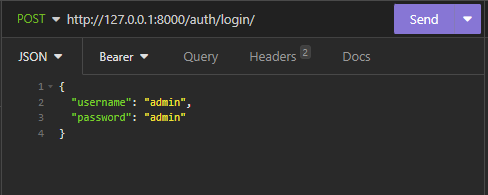 POST http://127.0.0.1:8000/auth/login/ Send
JSON Bearer Query Headers 2 Docs
1 {
2 "username": "admin",
3 "password": "admin"
4 }